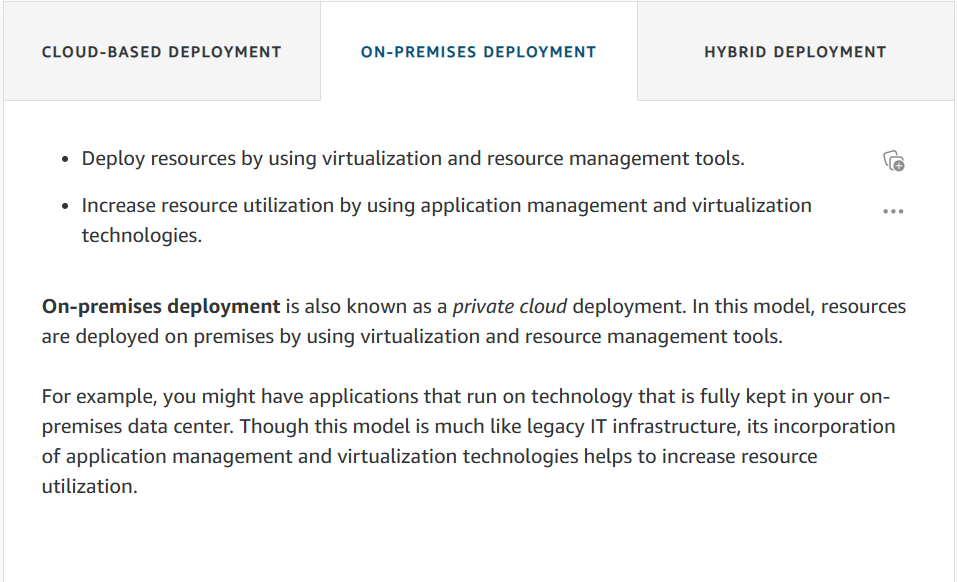 CLOUD-BASED DEPLOYMENT
ON-PREMISES DEPLOYMENT
HYBRID DEPLOYMENT
• Deploy resources by using virtualization and resource management tools.
• Increase resource utilization by using application management and virtualization
technologies.
On-premises deployment is also known as a private cloud deployment. In this model, resources
are deployed on premises by using virtualization and resource management tools.
For example, you might have applications that run on technology that is fully kept in your on-
premises data center. Though this model is much like legacy IT infrastructure, its incorporation
of application management and virtualization technologies helps to increase resource
utilization.